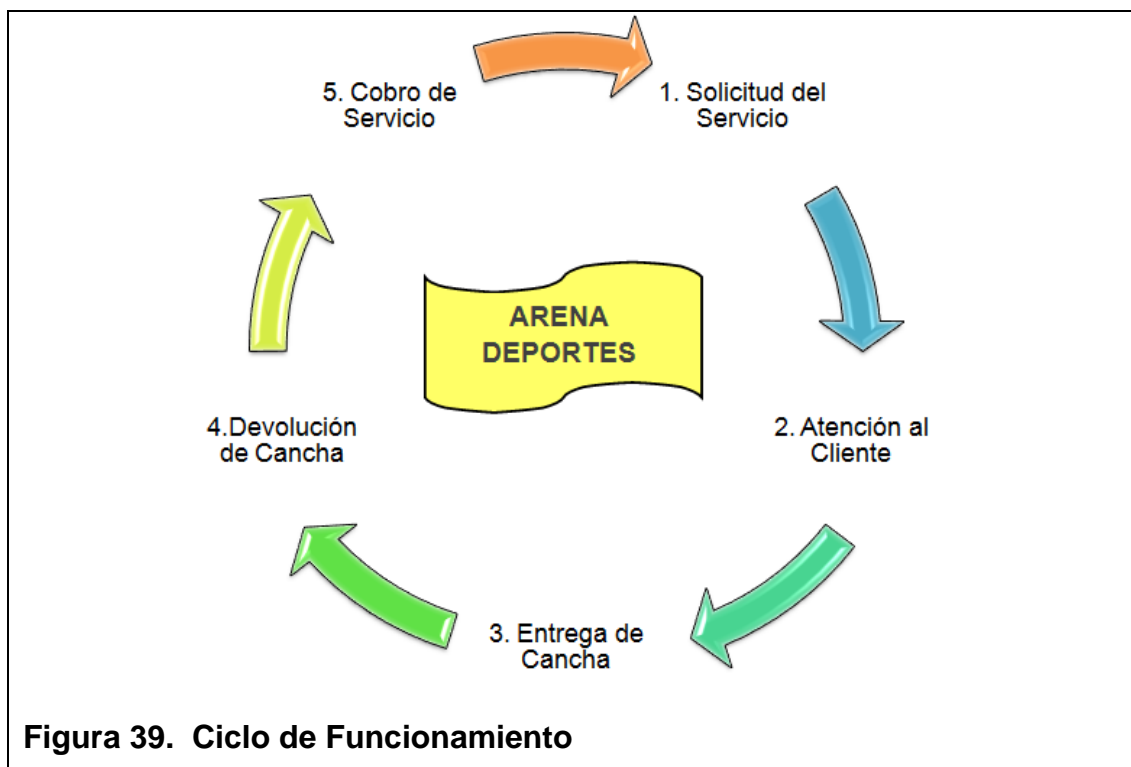 5. Cobro de
Servicio
1. Solicitud del
Servicio
ARENA
DEPORTES
4.Devolución
de Cancha
2. Atención al
Cliente
3. Entrega de
Cancha
Figura 39. Ciclo de Funcionamiento